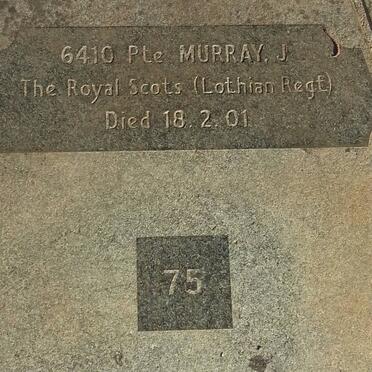 6410 Pte MURRAY. J
The Royal Scots (Lothian Regt)
Died 18. 2. 01
75